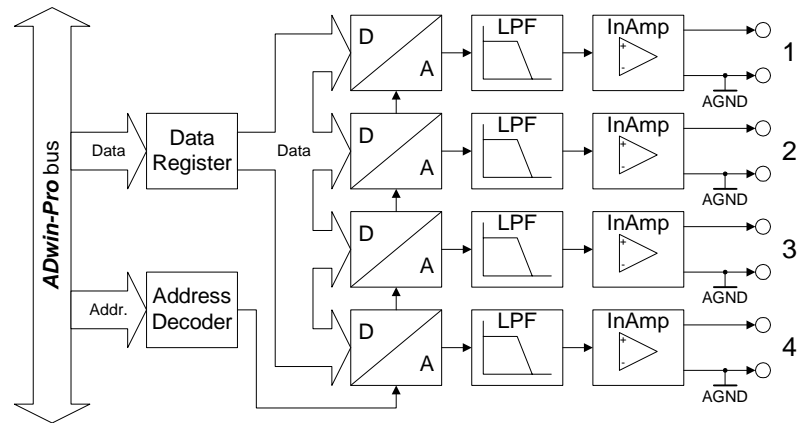 ADwin-Pro bus
Data
Data
Register
Data
Addr.
Address
Decoder
D
A
LPF
InAmp
+
-
AGND
1
D
A
LPF
InAmp
+
-
AGND
2
D
A
LPF
InAmp
+
-
AGND
3
D
A
LPF
InAmp
+
-
AGND
4